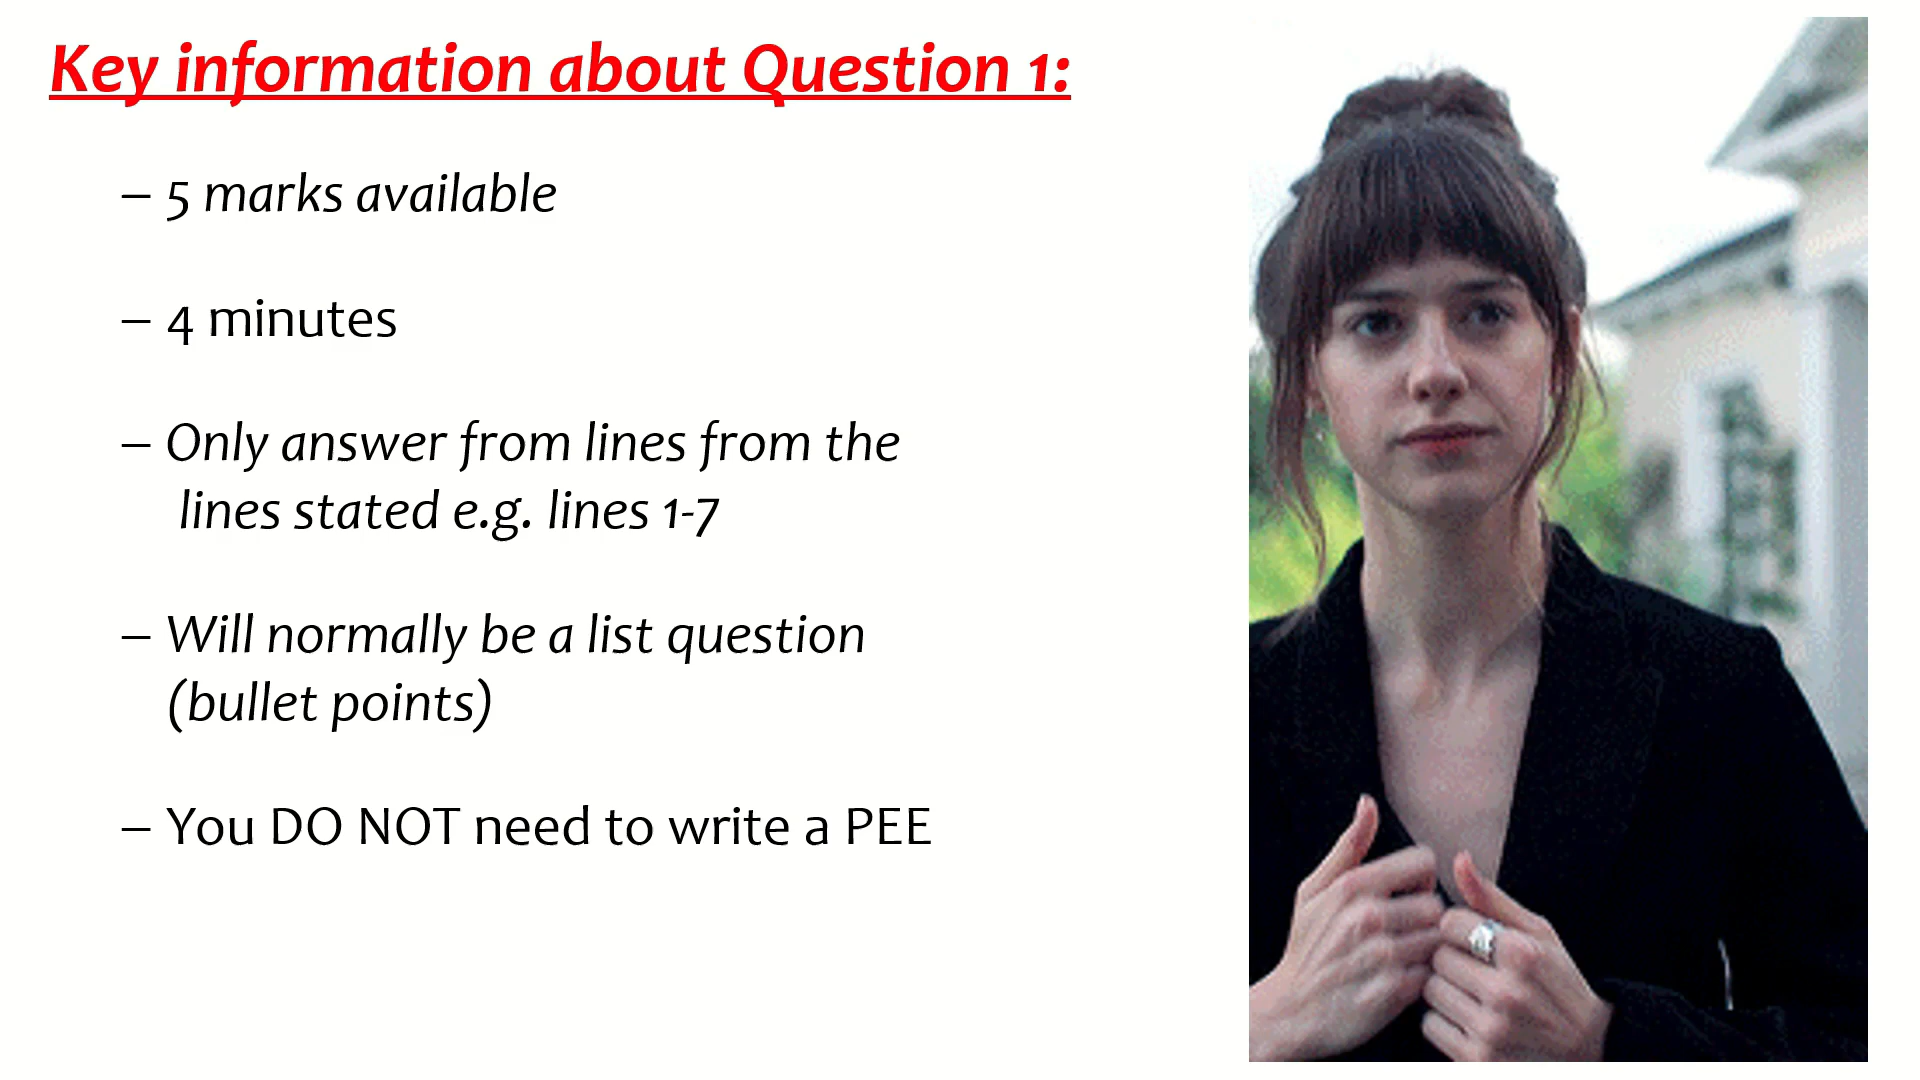 Key information about Question 1:
– 5 marks available
– 4 minutes
– Only answer from lines from the
lines stated e.g. lines 1-7
– Will normally be a list question
(bullet points)
– You DO NOT need to write a PEE